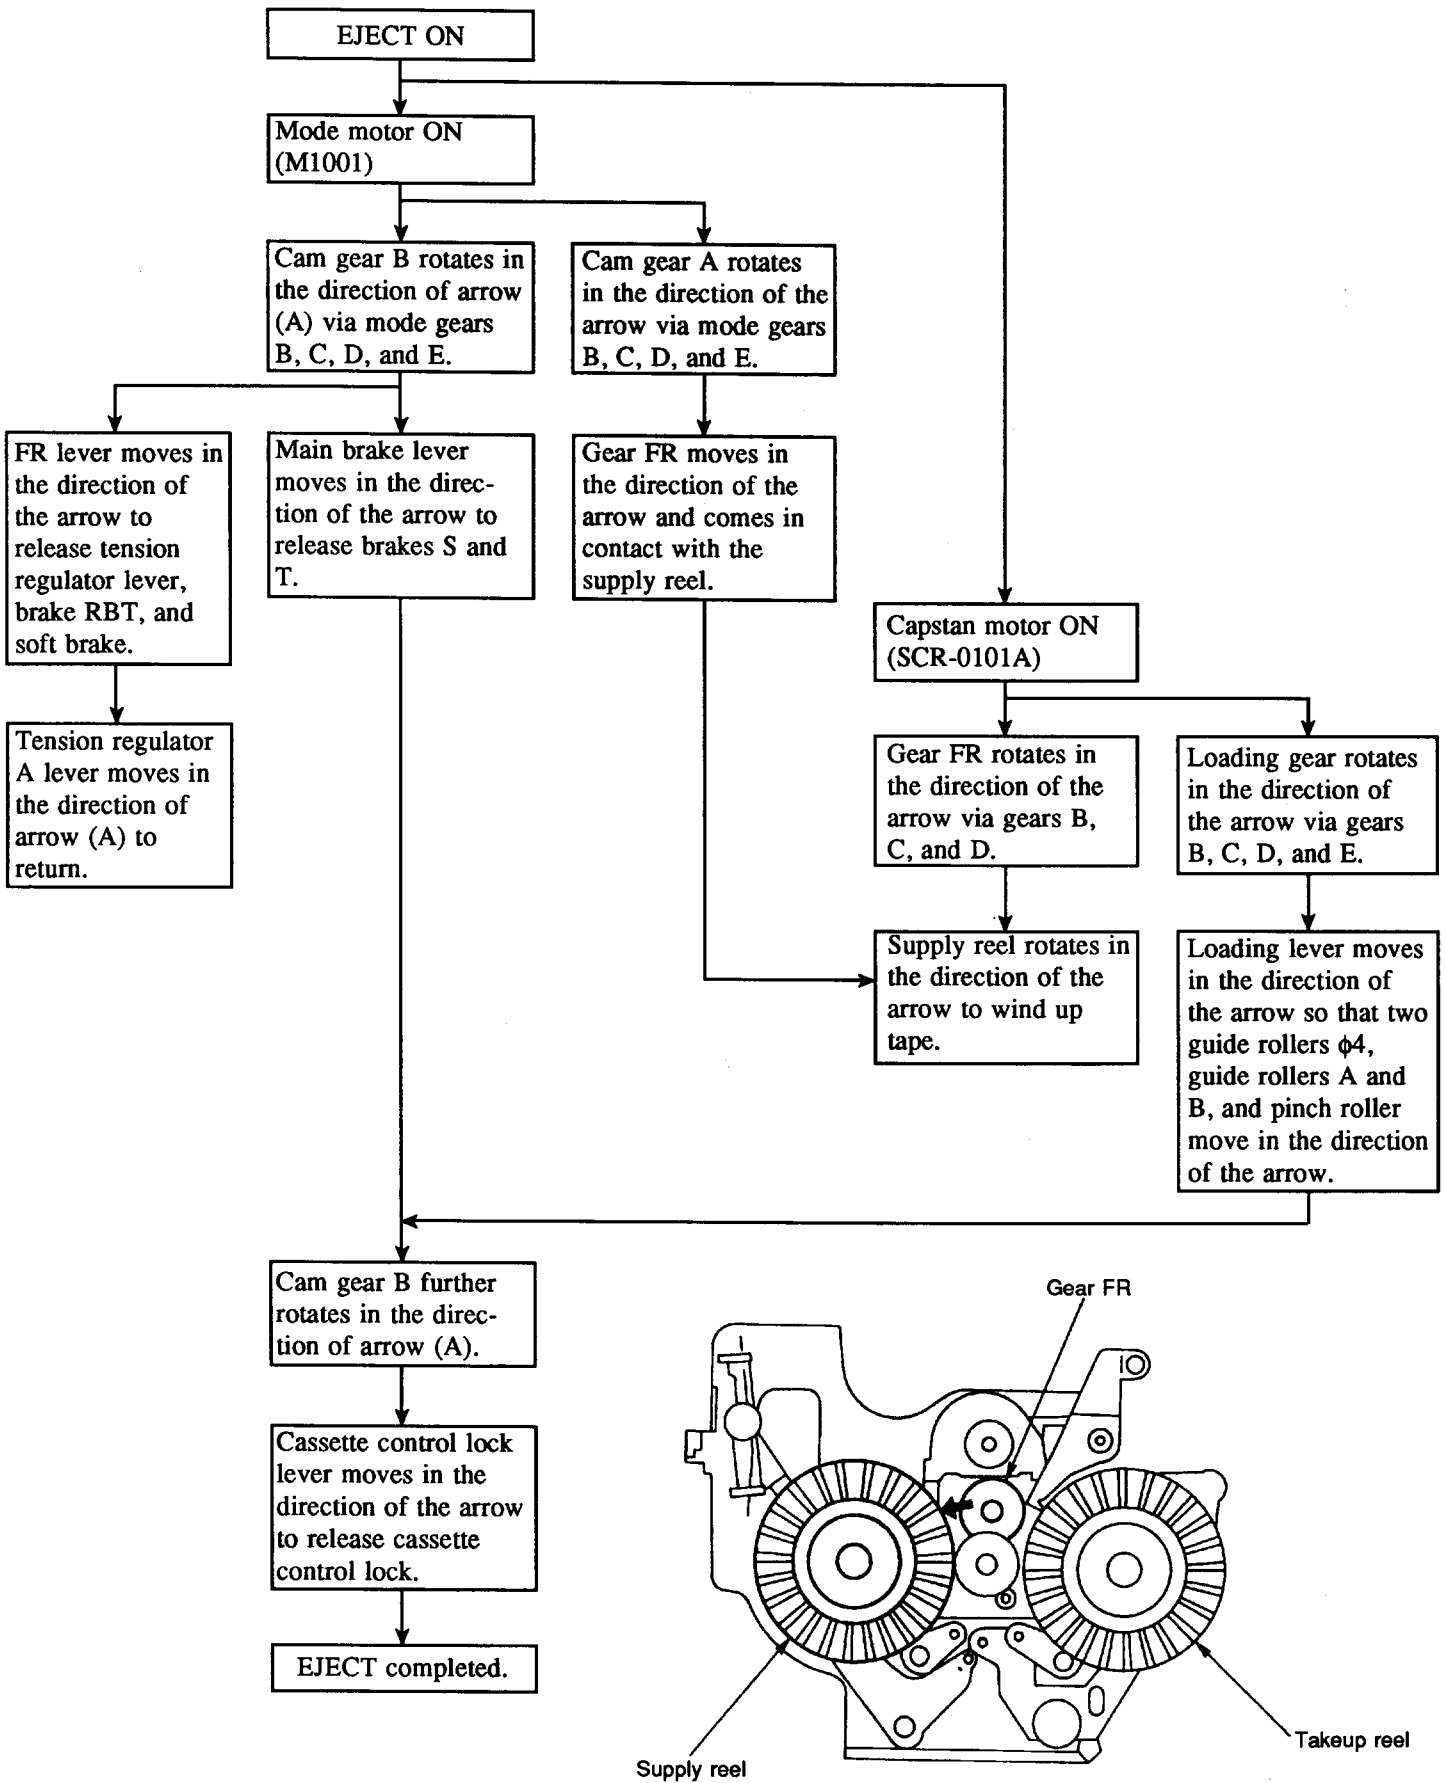 EJECT ON
Mode motor ON
(M1001)
Cam gear B rotates in
the direction of arrow
(A) via mode gears
B, C, D, and E.
Cam gear A rotates
in the direction of the
arrow via mode gears
B, C, D, and E.
FR lever moves in
the direction of
the arrow to
release tension
regulator lever,
brake RBT, and
soft brake.
Main brake lever
moves in the direc-
tion of the arrow to
release brakes S and
T.
Gear FR moves in
the direction of the
arrow and comes in
contact with the
supply reel.
Capstan motor ON
(SCR-0101A)
Tension regulator
A lever moves in
the direction of
arrow (A) to
return.
Gear FR rotates in
the direction of the
arrow via gears B,
C, and D.
Loading gear rotates
in the direction of
the arrow via gears
B, C, D, and E.
Supply reel rotates in
the direction of the
arrow to wind up
tape.
Loading lever moves
in the direction of
the arrow so that two
guide rollers ϕ4,
guide rollers A and
B, and pinch roller
move in the direction
of the arrow.
Cam gear B further
rotates in the direc-
tion of arrow (A).
Cassette control lock
lever moves in the
direction of the arrow
to release cassette
control lock.
EJECT completed.
Gear FR
Takeup reel
Supply reel